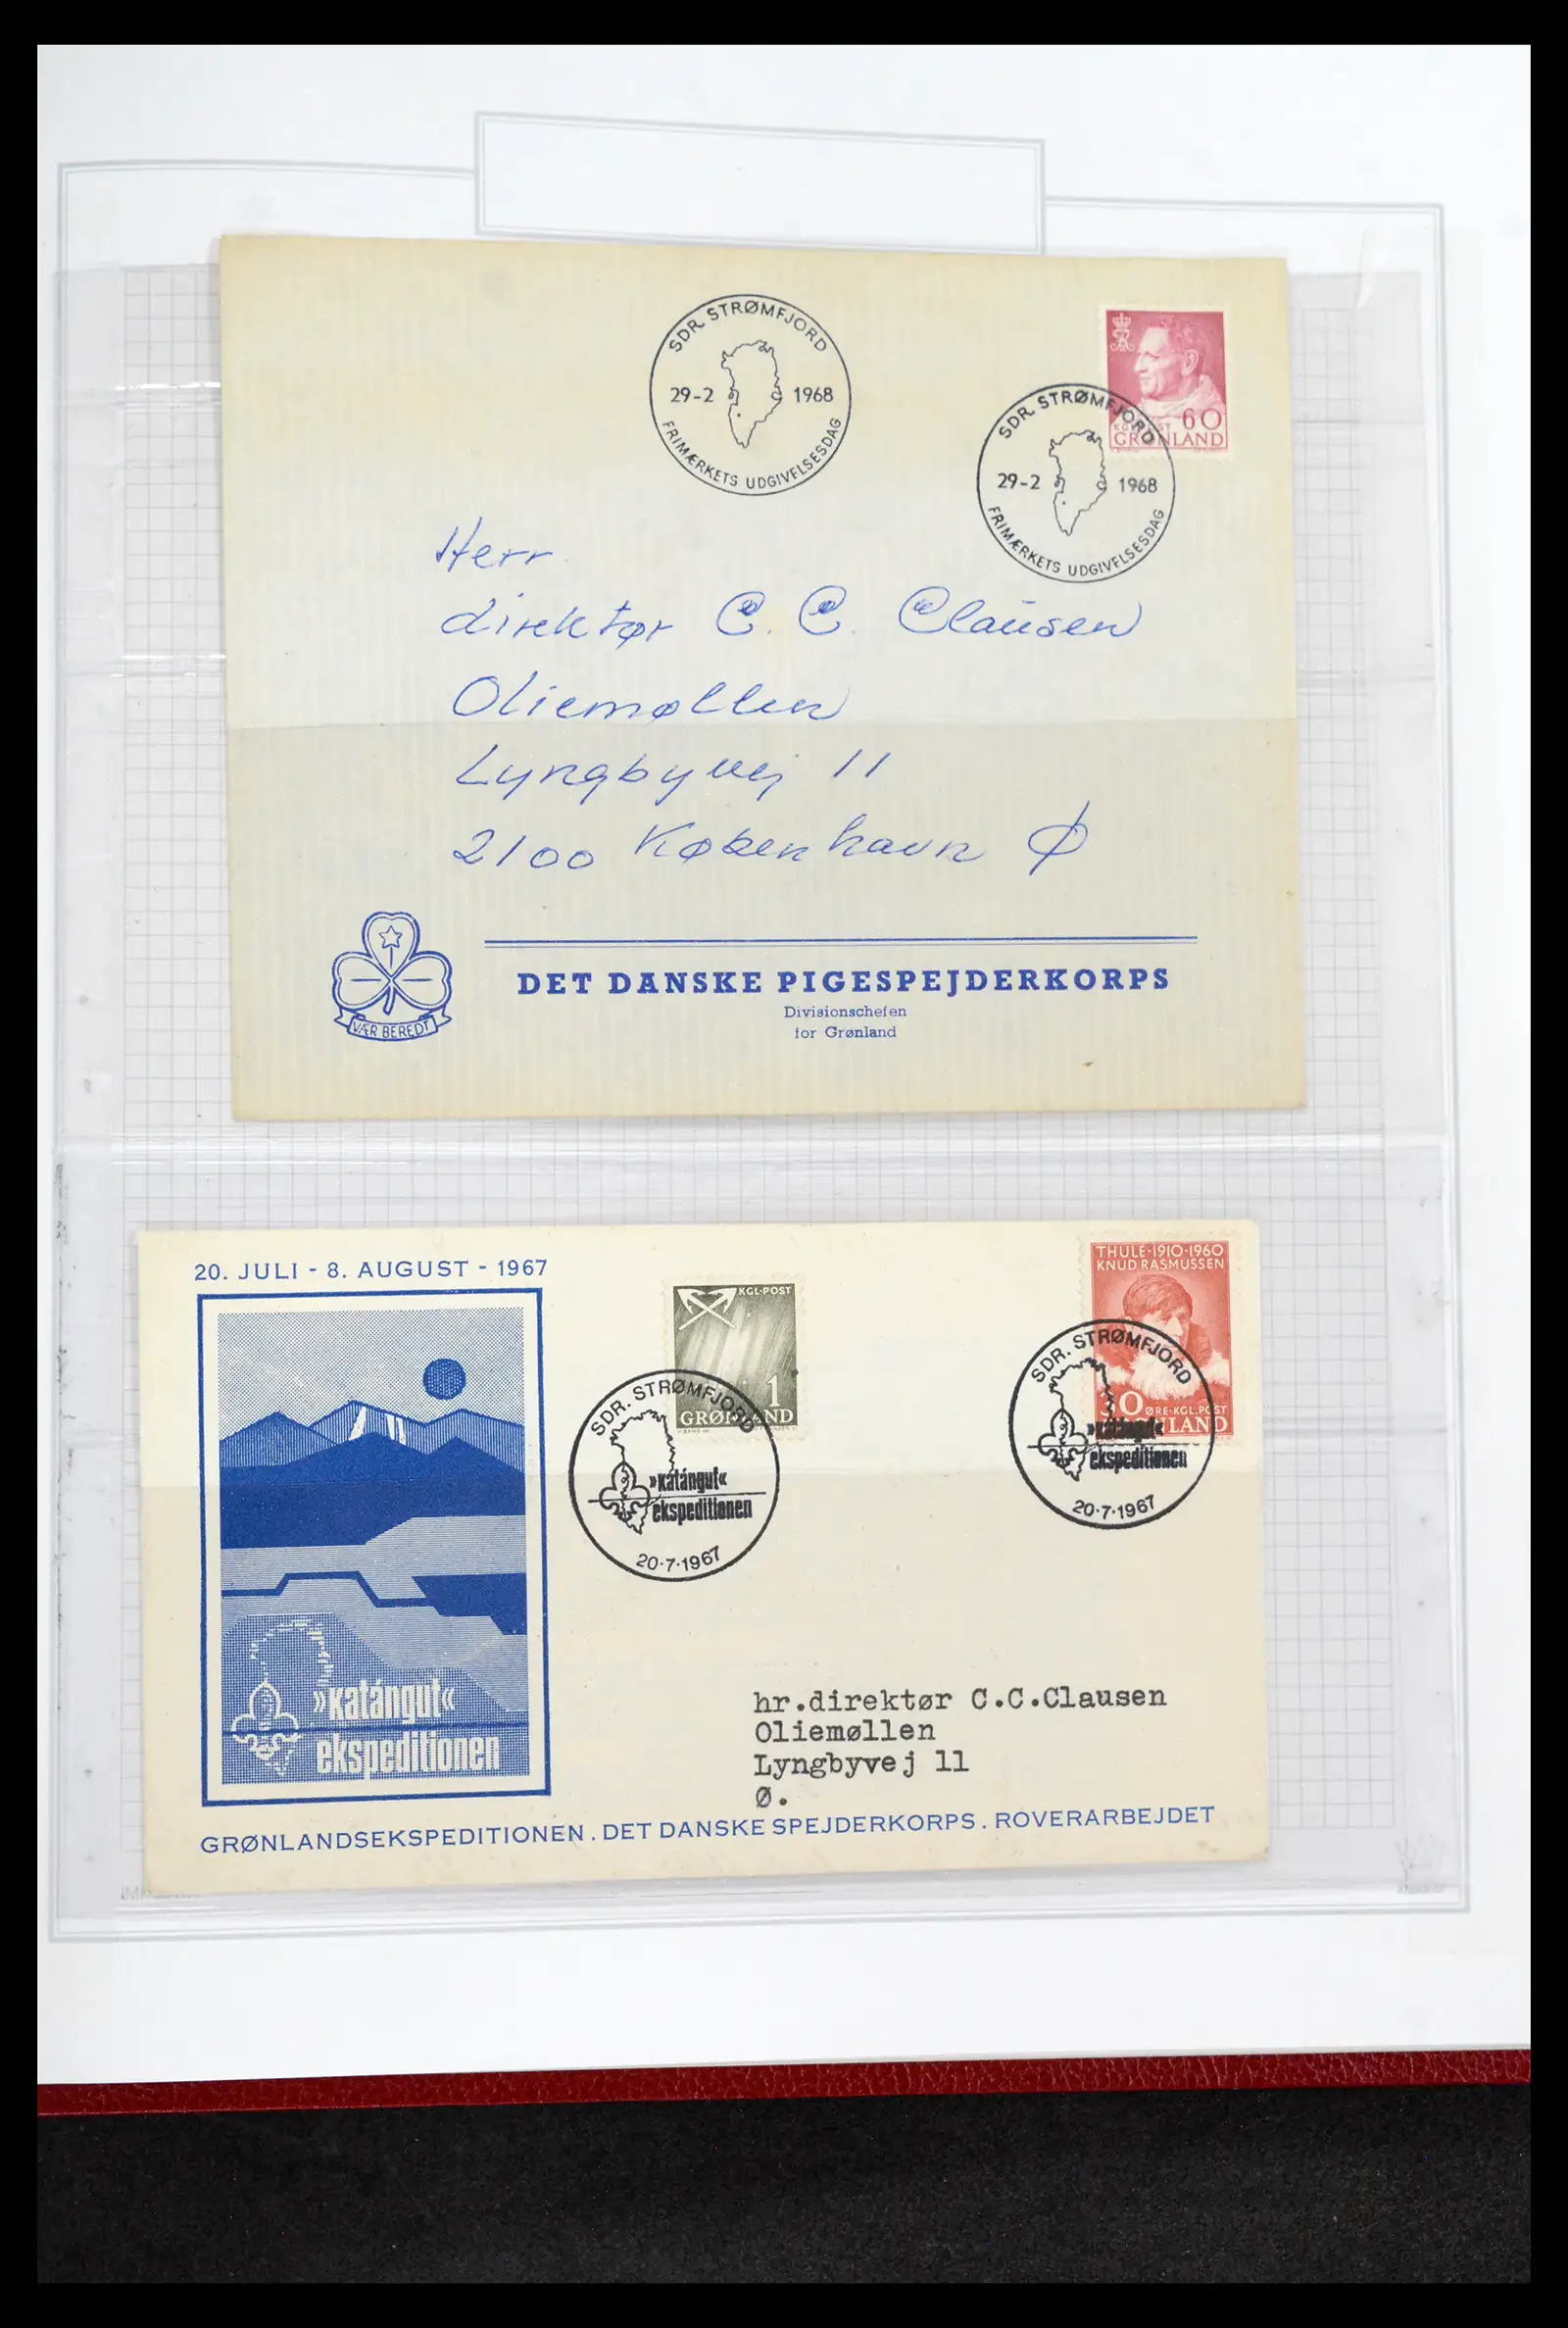 SDR. STRØMFJORD
29-2 1968
FRIMÆRKETS UDGIVELSESDAG
60
GRØNLAND
SDR. STRØMFJORD
29-2 1968
FRIMÆRKETS UDGIVELSESDAG
Herr
direktør C. C. Clausen
Oliemøllen
Lyngbyvej 11
2100 København Ø
VÆR BEREDT
DET DANSKE PIGESPEJDERKORPS
Divisionschefen
for Grønland
20. JULI - 8. AUGUST - 1967
KGL-POST
1
GRØNLAND
SDR. STRØMFJORD
»katángut«
ekspeditionen
20·7·1967
THULE·1910-1960
KNUD RASMUSSEN
30 ØRE·KGL.POST
GRØNLAND
SDR. STRØMFJORD
»katángut«
ekspeditionen
20·7·1967
»katángut«
ekspeditionen
hr.direktør C.C.Clausen
Oliemøllen
Lyngbyvej 11
Ø.
GRØNLANDSEKSPEDITIONEN . DET DANSKE SPEJDERKORPS . ROVERARBEJDET